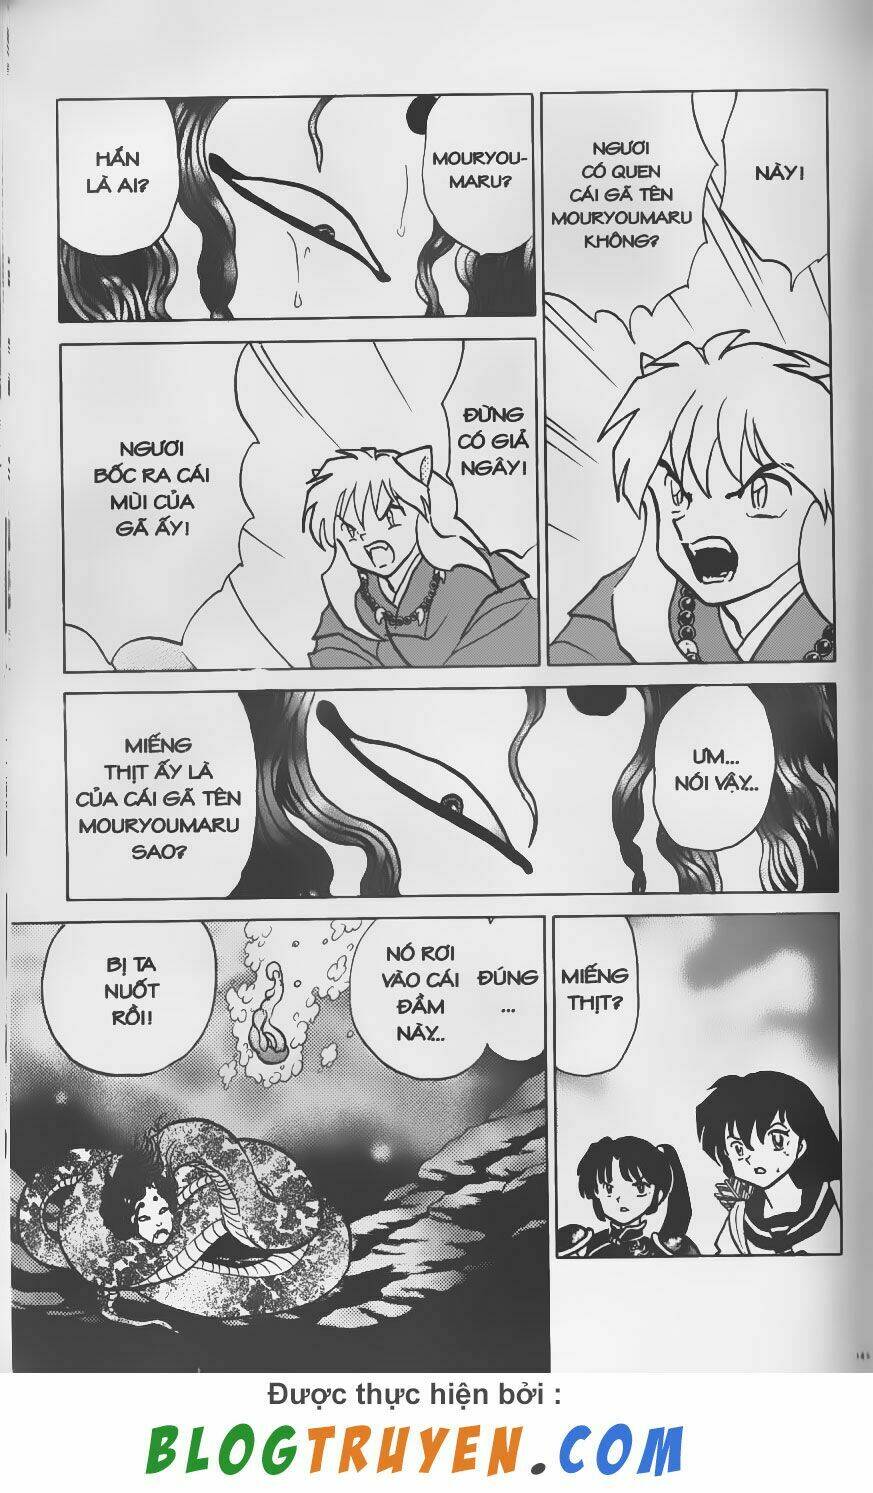 NÀY!
NGƯƠI
CÓ QUEN
CÁI GÃ TÊN
MOURYOUMARU
KHÔNG?
MOURYOU-
MARU?
HẮN
LÀ AI?
ĐỪNG
CÓ GIẢ
NGÂY!
NGƯƠI
BỐC RA CÁI
MÙI CỦA
GÃ ẤY!
ƯM...
NÓI VẬY...
MIẾNG
THỊT ẤY LÀ
CỦA CÁI GÃ TÊN
MOURYOUMARU
SAO?
MIẾNG
THỊT?
ĐÚNG
...
NÓ RƠI
VÀO CÁI
ĐẦM
NÀY...
BỊ TA
NUỐT
RỒI!
Được thực hiện bởi :
BLOGTRUYEN.COM